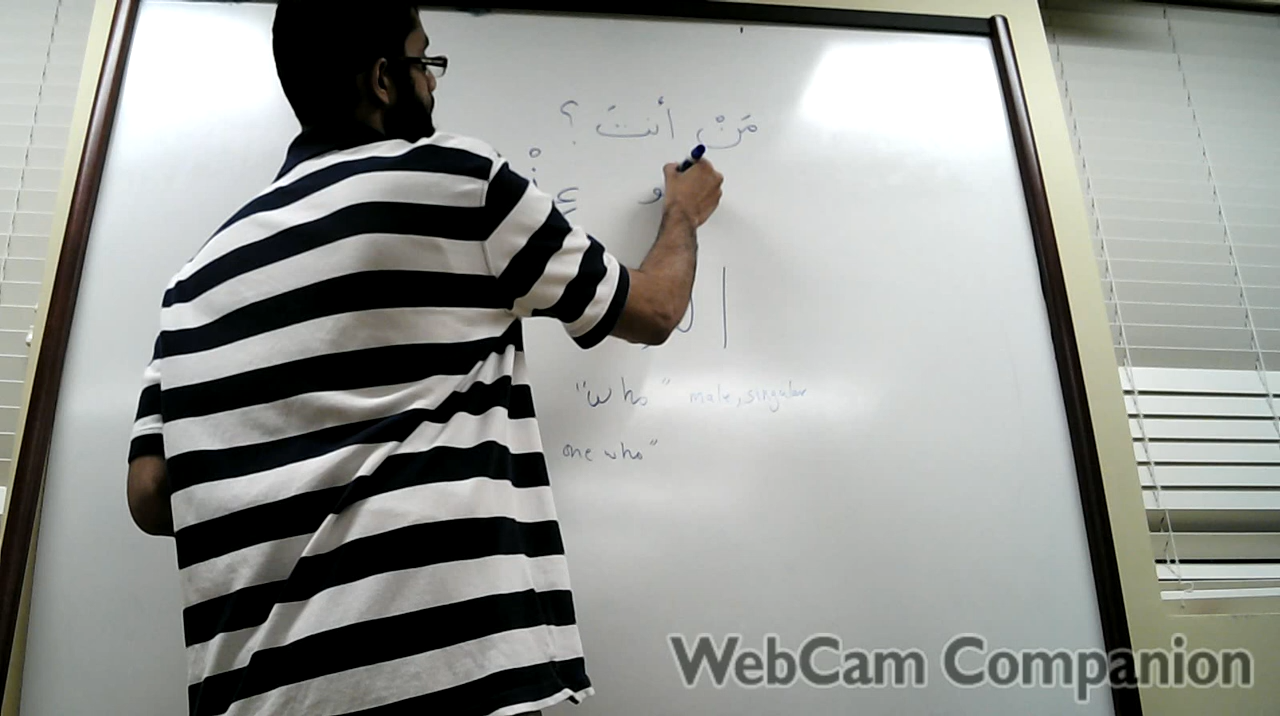 مَنْ أنتَ ؟
"who" male, singular
one who"
WebCam Companion